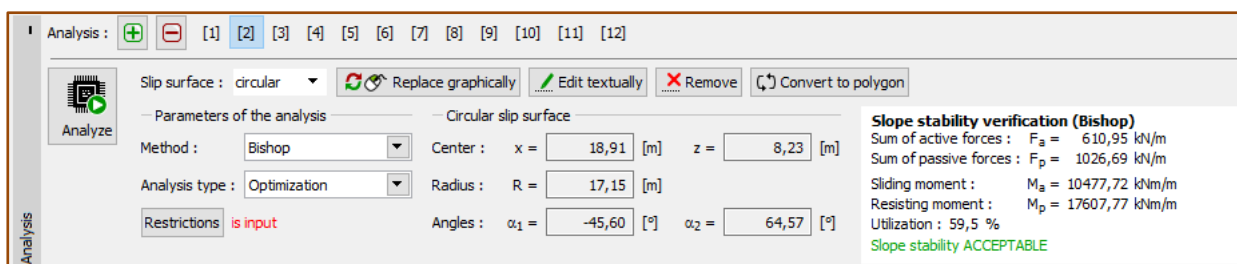 Analysis : [1] [2] [3] [4] [5] [6] [7] [8] [9] [10] [11] [12]
Analyze
Slip surface : circular Replace graphically Edit textually Remove Convert to polygon
Parameters of the analysis
Method : Bishop
Analysis type : Optimization
Restrictions is input
Circular slip surface
Center : x = 18,91 [m] z = 8,23 [m]
Radius : R = 17,15 [m]
Angles : α1 = -45,60 [°] α2 = 64,57 [°]
Slope stability verification (Bishop)
Sum of active forces : Fa = 610,95 kN/m
Sum of passive forces : Fp = 1026,69 kN/m
Sliding moment : Ma = 10477,72 kNm/m
Resisting moment : Mp = 17607,77 kNm/m
Utilization : 59,5 %
Slope stability ACCEPTABLE
Analysis